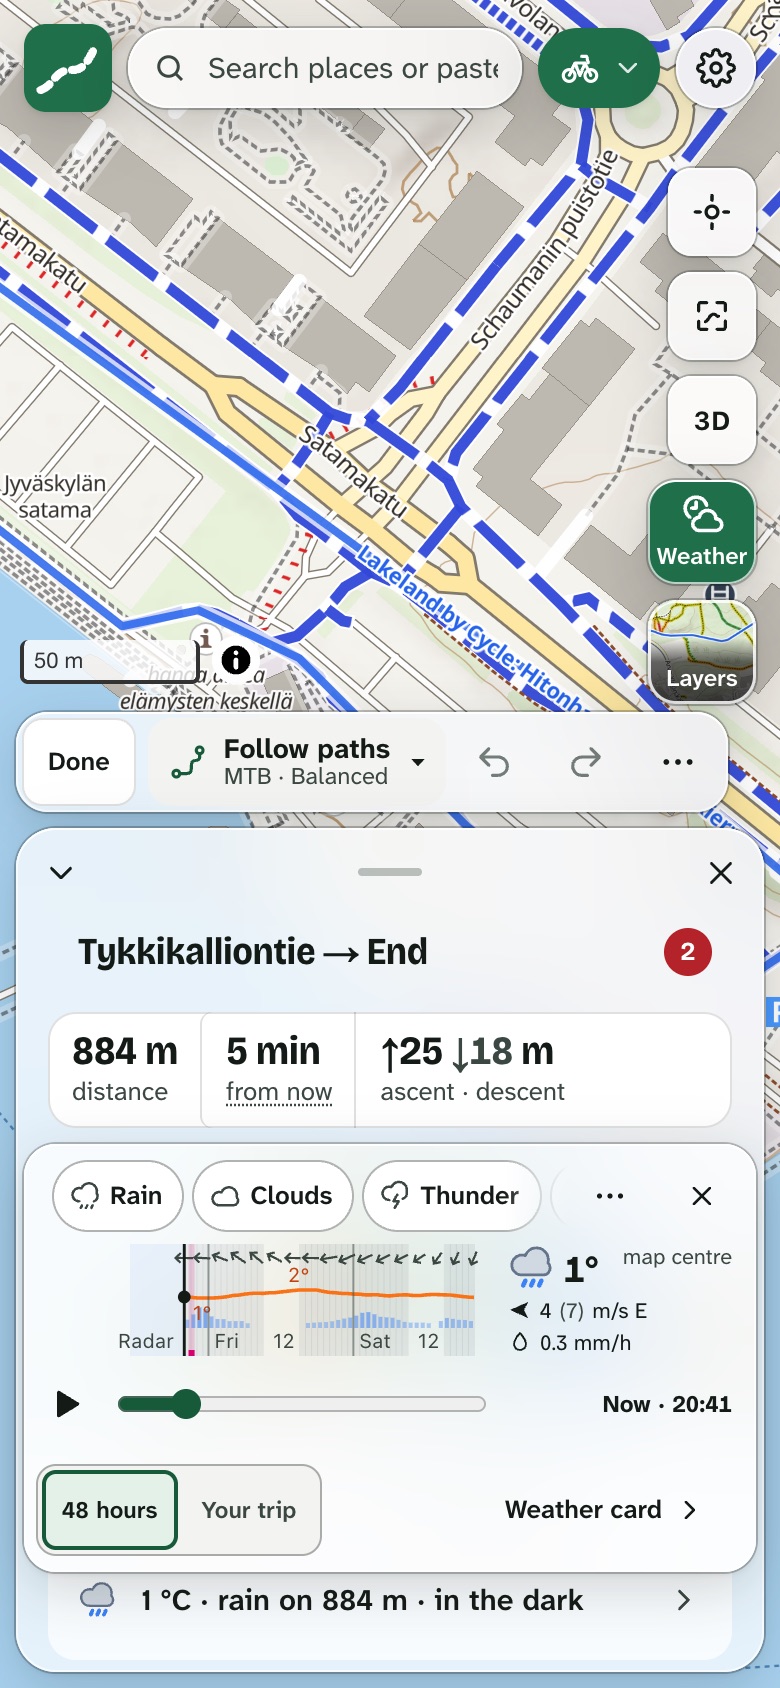 Search places or paste
3D
Weather
Layers
Schaumanin puistotie
Satamakatu
Jyväskylän
satama
Lakeland by Cycle: Hitonh
50 m
elämysten keskellä
Done
Follow paths
MTB · Balanced
Tykkikalliontie → End
2
884 m
distance
5 min
from now
↑25 ↓18 m
ascent · descent
Rain
Clouds
Thunder
2°
1°
Radar
Fri
12
Sat
12
1°
map centre
4 (7) m/s E
0.3 mm/h
Now · 20:41
48 hours
Your trip
Weather card
1 °C · rain on 884 m · in the dark